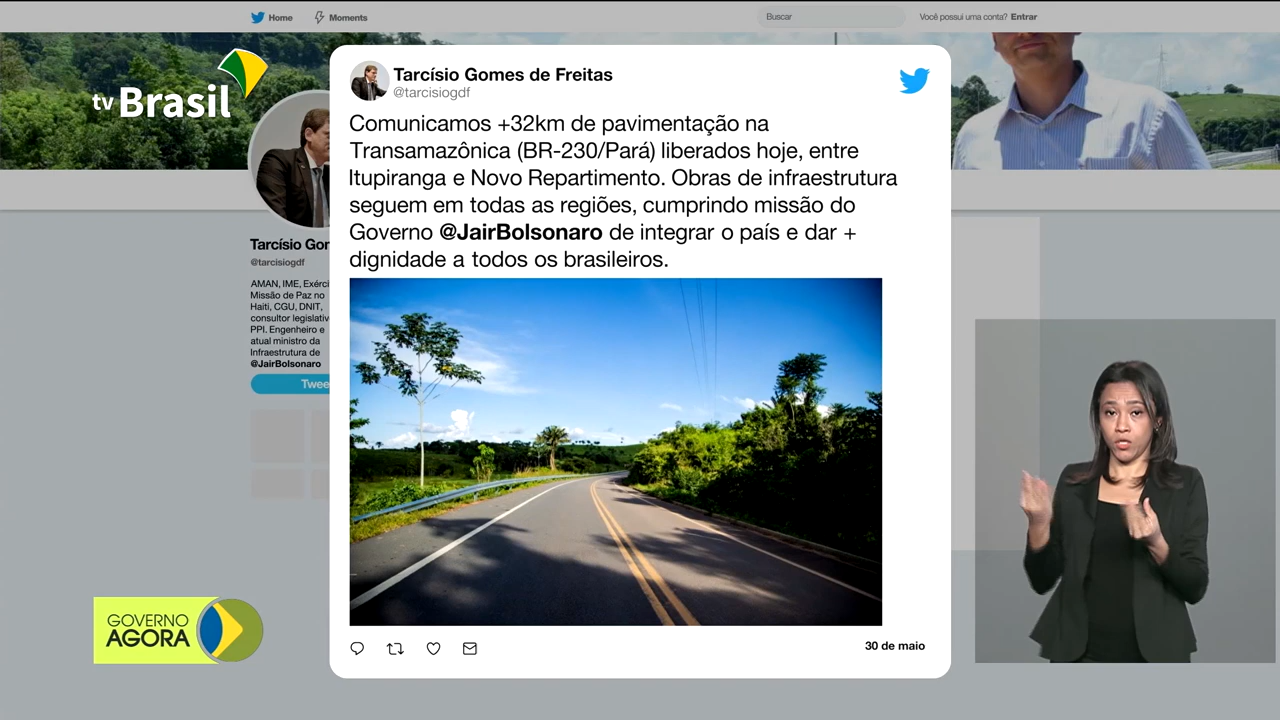 Home
Moments
Buscar
Você possui uma conta? Entrar
tv Brasil
Tarcísio Gomes de Freitas
@tarcisiogdf
Comunicamos +32km de pavimentação na
Transamazônica (BR-230/Pará) liberados hoje, entre
Itupiranga e Novo Repartimento. Obras de infraestrutura
seguem em todas as regiões, cumprindo missão do
Governo @JairBolsonaro de integrar o país e dar +
dignidade a todos os brasileiros.
30 de maio
Tarcísio Gor
@tarcisiogdf
AMAN, IME, Exérci
Missão de Paz no
Haiti, CGU, DNIT,
consultor legislativ
PPI. Engenheiro e
atual ministro da
Infraestrutura de
@JairBolsonaro
Twee
GOVERNO
AGORA